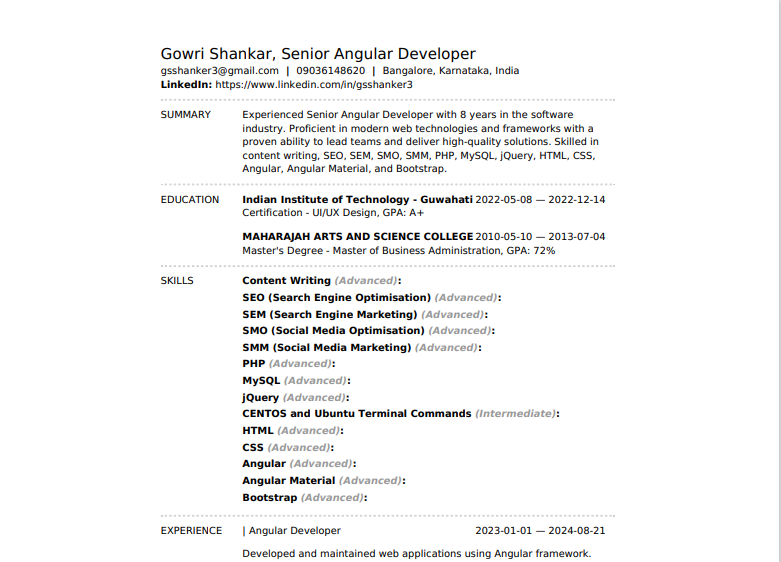 Gowri Shankar, Senior Angular Developer
gsshanker3@gmail.com | 09036148620 | Bangalore, Karnataka, India
LinkedIn: https://www.linkedin.com/in/gsshanker3
SUMMARY
Experienced Senior Angular Developer with 8 years in the software
industry. Proficient in modern web technologies and frameworks with a
proven ability to lead teams and deliver high-quality solutions. Skilled in
content writing, SEO, SEM, SMO, SMM, PHP, MySQL, jQuery, HTML, CSS,
Angular, Angular Material, and Bootstrap.
EDUCATION
Indian Institute of Technology - Guwahati 2022-05-08 — 2022-12-14
Certification - UI/UX Design, GPA: A+
MAHARAJAH ARTS AND SCIENCE COLLEGE 2010-05-10 — 2013-07-04
Master's Degree - Master of Business Administration, GPA: 72%
SKILLS
Content Writing (Advanced):
SEO (Search Engine Optimisation) (Advanced):
SEM (Search Engine Marketing) (Advanced):
SMO (Social Media Optimisation) (Advanced):
SMM (Social Media Marketing) (Advanced):
PHP (Advanced):
MySQL (Advanced):
jQuery (Advanced):
CENTOS and Ubuntu Terminal Commands (Intermediate):
HTML (Advanced):
CSS (Advanced):
Angular (Advanced):
Angular Material (Advanced):
Bootstrap (Advanced):
EXPERIENCE
| Angular Developer 2023-01-01 — 2024-08-21
Developed and maintained web applications using Angular framework.